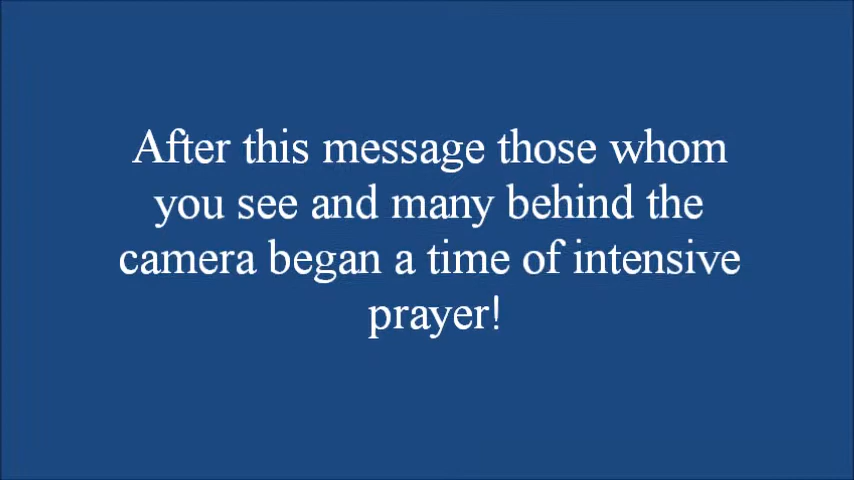 After this message those whom
you see and many behind the
camera began a time of intensive
prayer!